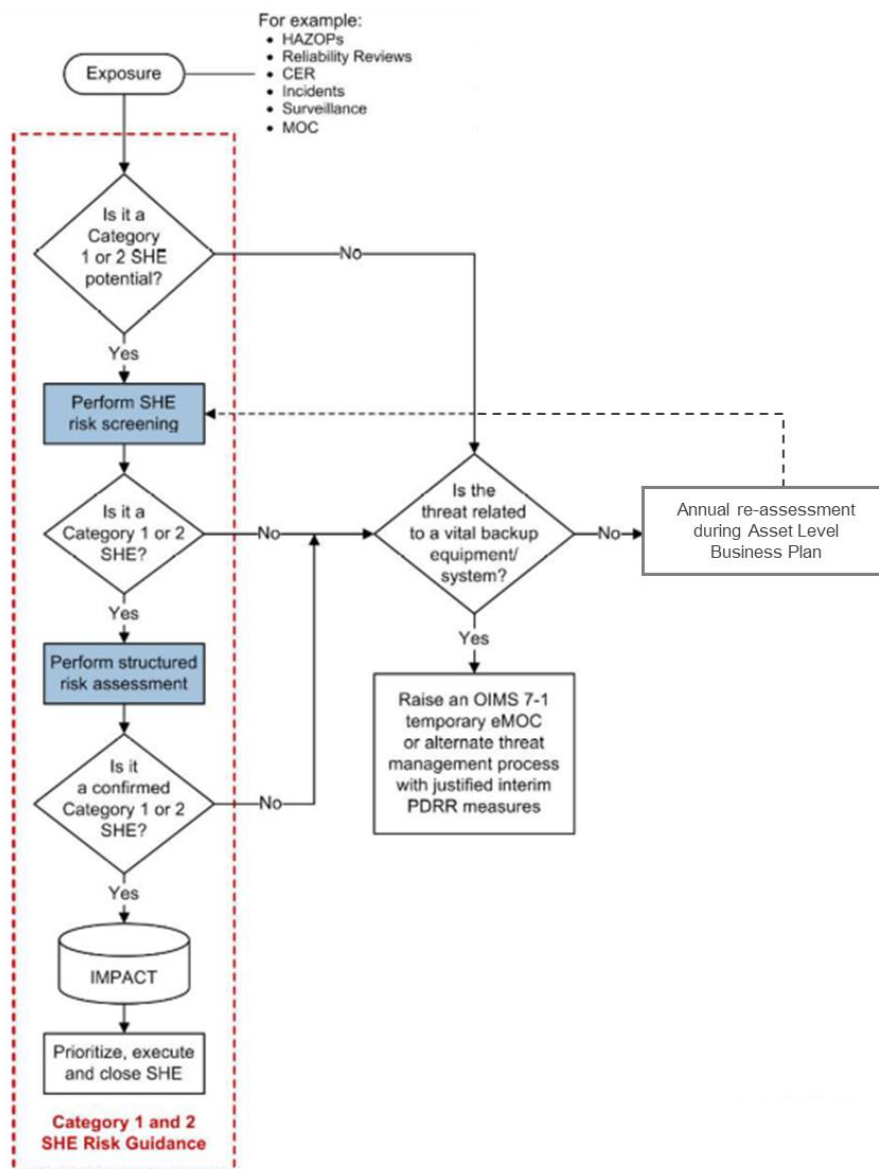 For example:
• HAZOPs
• Reliability Reviews
• CER
• Incidents
• Surveillance
• MOC
Exposure
Is it a
Category
1 or 2 SHE
potential?
No
Yes
Perform SHE
risk screening
Is it a
Category 1 or 2
SHE?
No
Is the
threat related
to a vital backup
equipment/
system?
No
Annual re-assessment
during Asset Level
Business Plan
Yes
Yes
Perform structured
risk assessment
Raise an OIMS 7-1
temporary eMOC
or alternate threat
management process
with justified interim
PDRR measures
Is it
a confirmed
Category 1 or 2
SHE?
No
Yes
IMPACT
Prioritize, execute
and close SHE
Category 1 and 2
SHE Risk Guidance